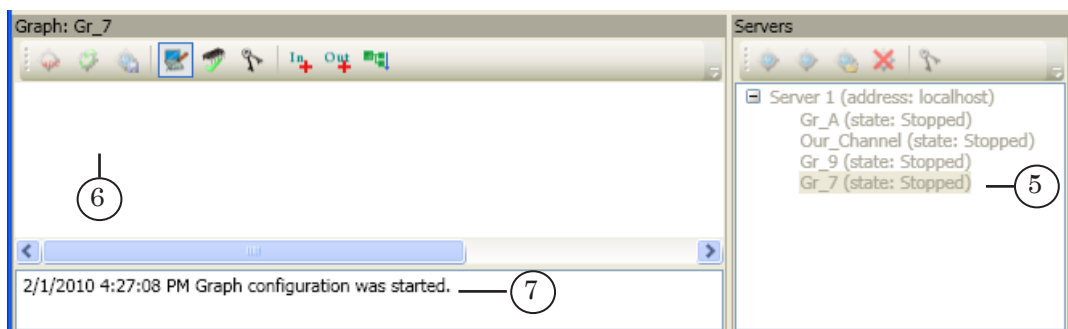 Graph: Gr_7
In
Out
6
2/1/2010 4:27:08 PM Graph configuration was started.
7
Servers
Server 1 (address: localhost)
Gr_A (state: Stopped)
Our_Channel (state: Stopped)
Gr_9 (state: Stopped)
Gr_7 (state: Stopped)
5